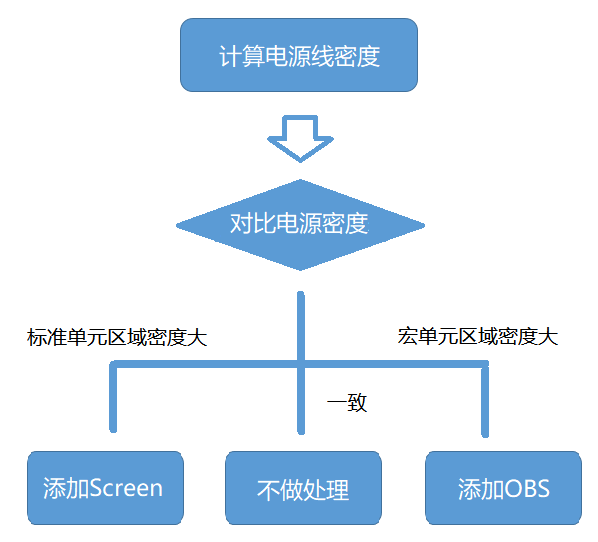 计算电源线密度
对比电源密度
标准单元区域密度大
宏单元区域密度大
一致
添加Screen
不做处理
添加OBS